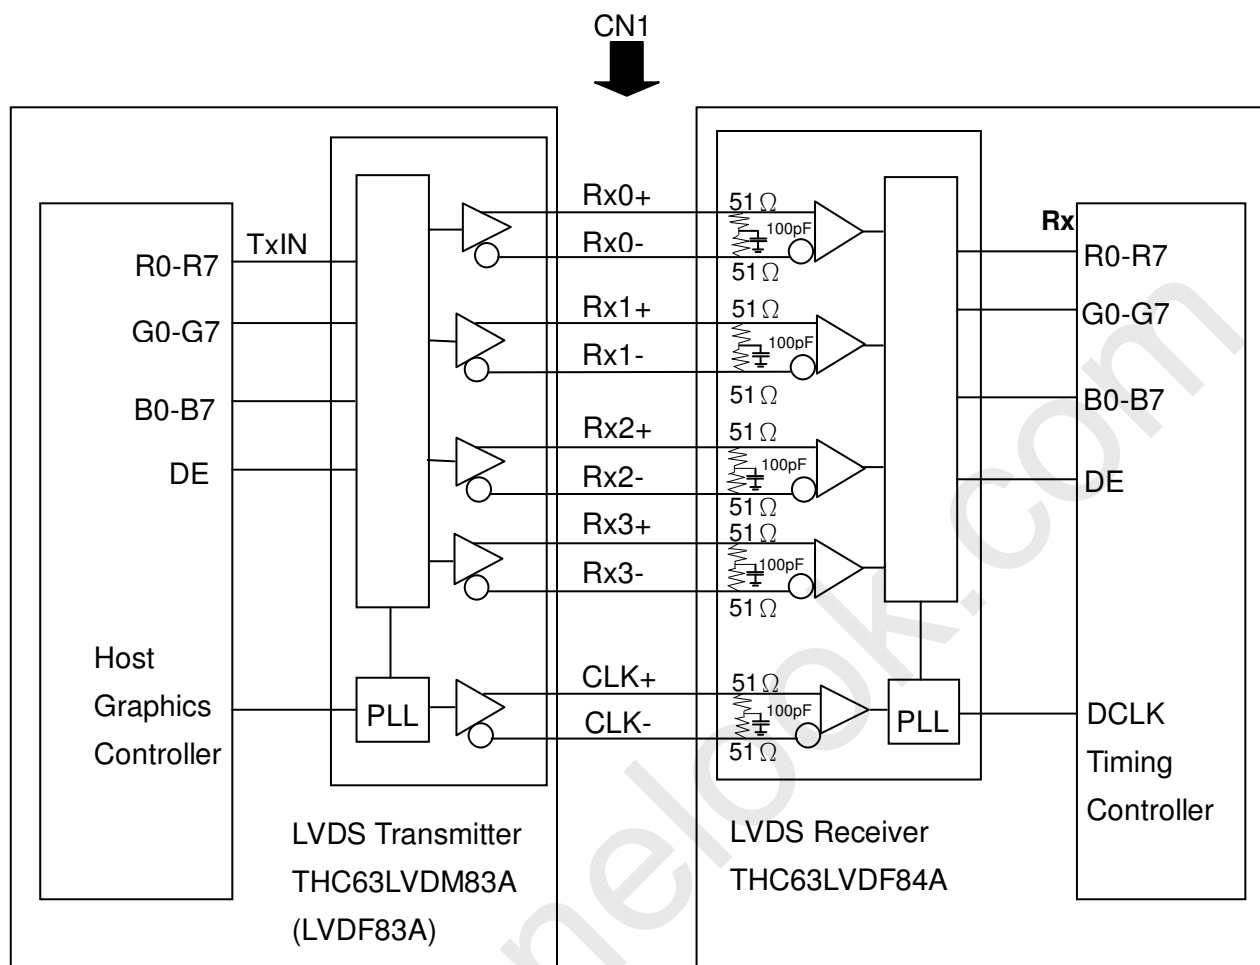 CN1
R0-R7
G0-G7
B0-B7
DE
Host
Graphics
Controller
TxIN
PLL
LVDS Transmitter
THC63LVDM83A
(LVDF83A)
Rx0+
Rx0-
Rx1+
Rx1-
Rx2+
Rx2-
Rx3+
Rx3-
CLK+
CLK-
51Ω
100pF
51Ω
51Ω
100pF
51Ω
51Ω
100pF
51Ω
51Ω
100pF
51Ω
51Ω
100pF
51Ω
PLL
LVDS Receiver
THC63LVDF84A
Rx
R0-R7
G0-G7
B0-B7
DE
DCLK
Timing
Controller
nelook.com